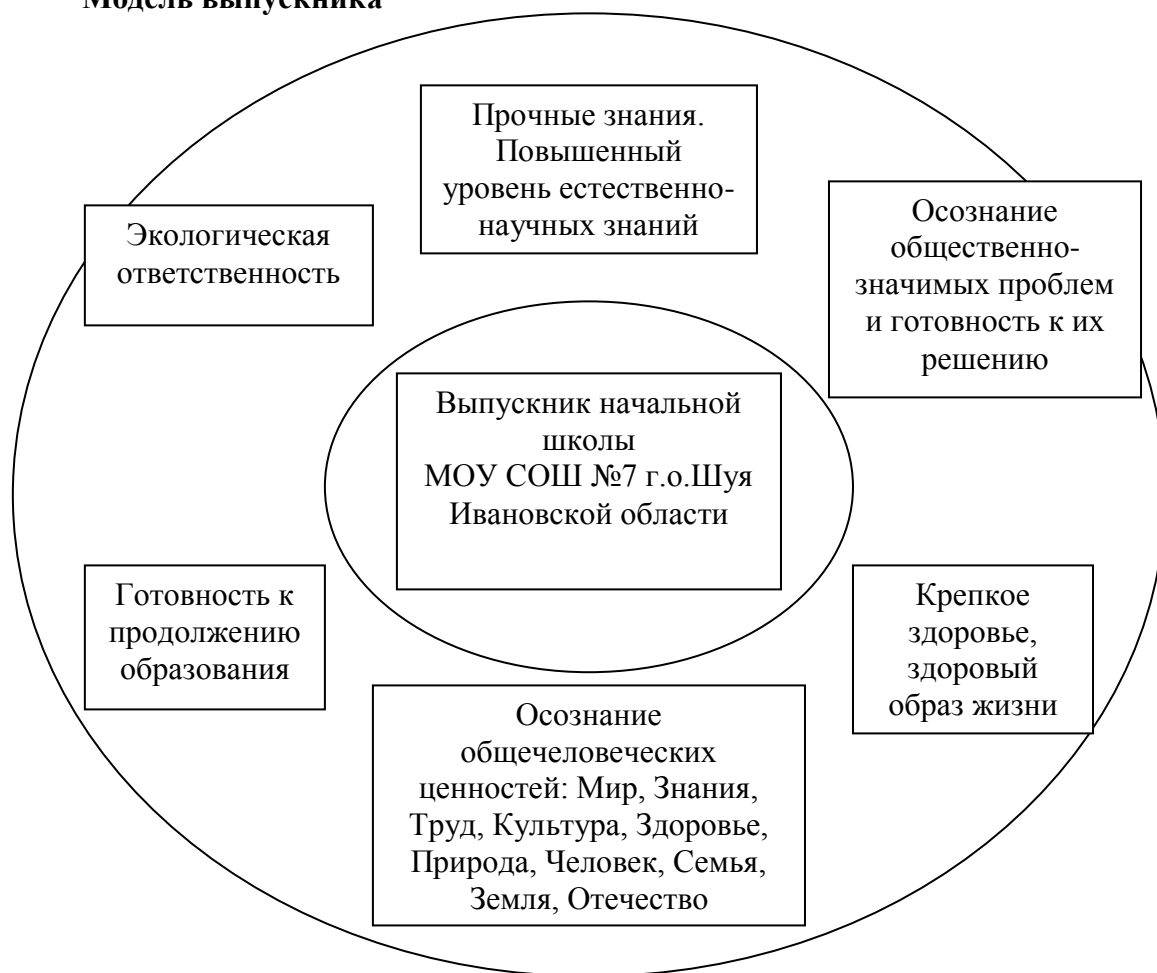 Модель выпускника
Прочные знания.
Повышенный
уровень естественно-
научных знаний
Экологическая
ответственность
Осознание
общественно-
значимых проблем
и готовность к их
решению
Выпускник начальной
школы
МОУ СОШ №7 г.о.Шуя
Ивановской области
Готовность к
продолжению
образования
Крепкое
здоровье,
здоровый
образ жизни
Осознание
общечеловеческих
ценностей: Мир, Знания,
Труд, Культура, Здоровье,
Природа, Человек, Семья,
Земля, Отечество